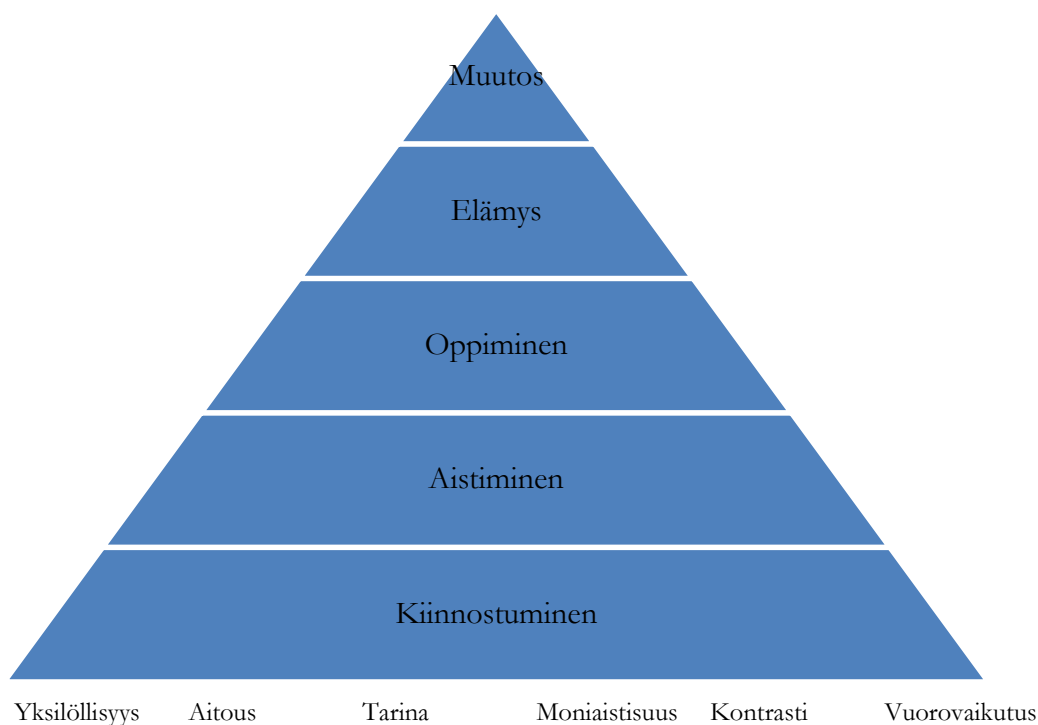 Muutos
Elämys
Oppiminen
Aistiminen
Kiinnostuminen
Yksilöllisyys Aitous Tarina Moniaistisuus Kontrasti Vuorovaikutus